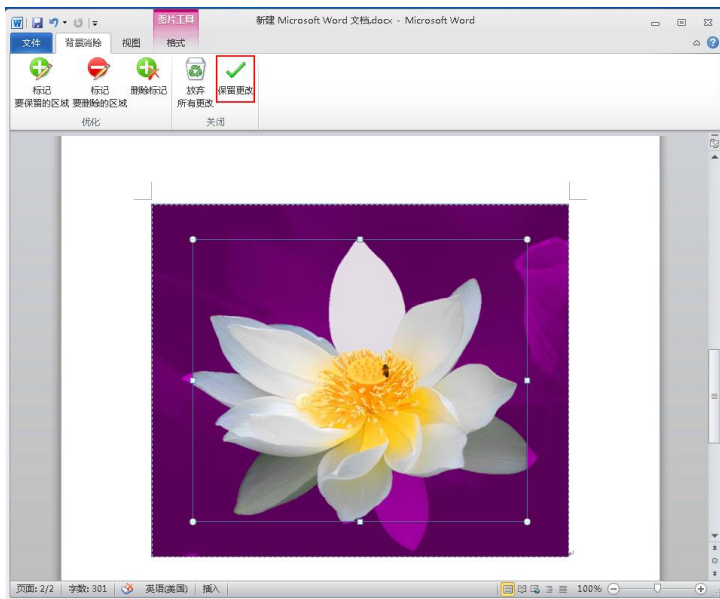 图片工具
新建 Microsoft Word 文档.docx - Microsoft Word
文件 背景消除 视图 格式
标记
要保留的区域
标记
要删除的区域
删除标记
放弃
所有更改
保留更改
优化 关闭
页面: 2/2 字数: 301 英语(美国) 插入 100%